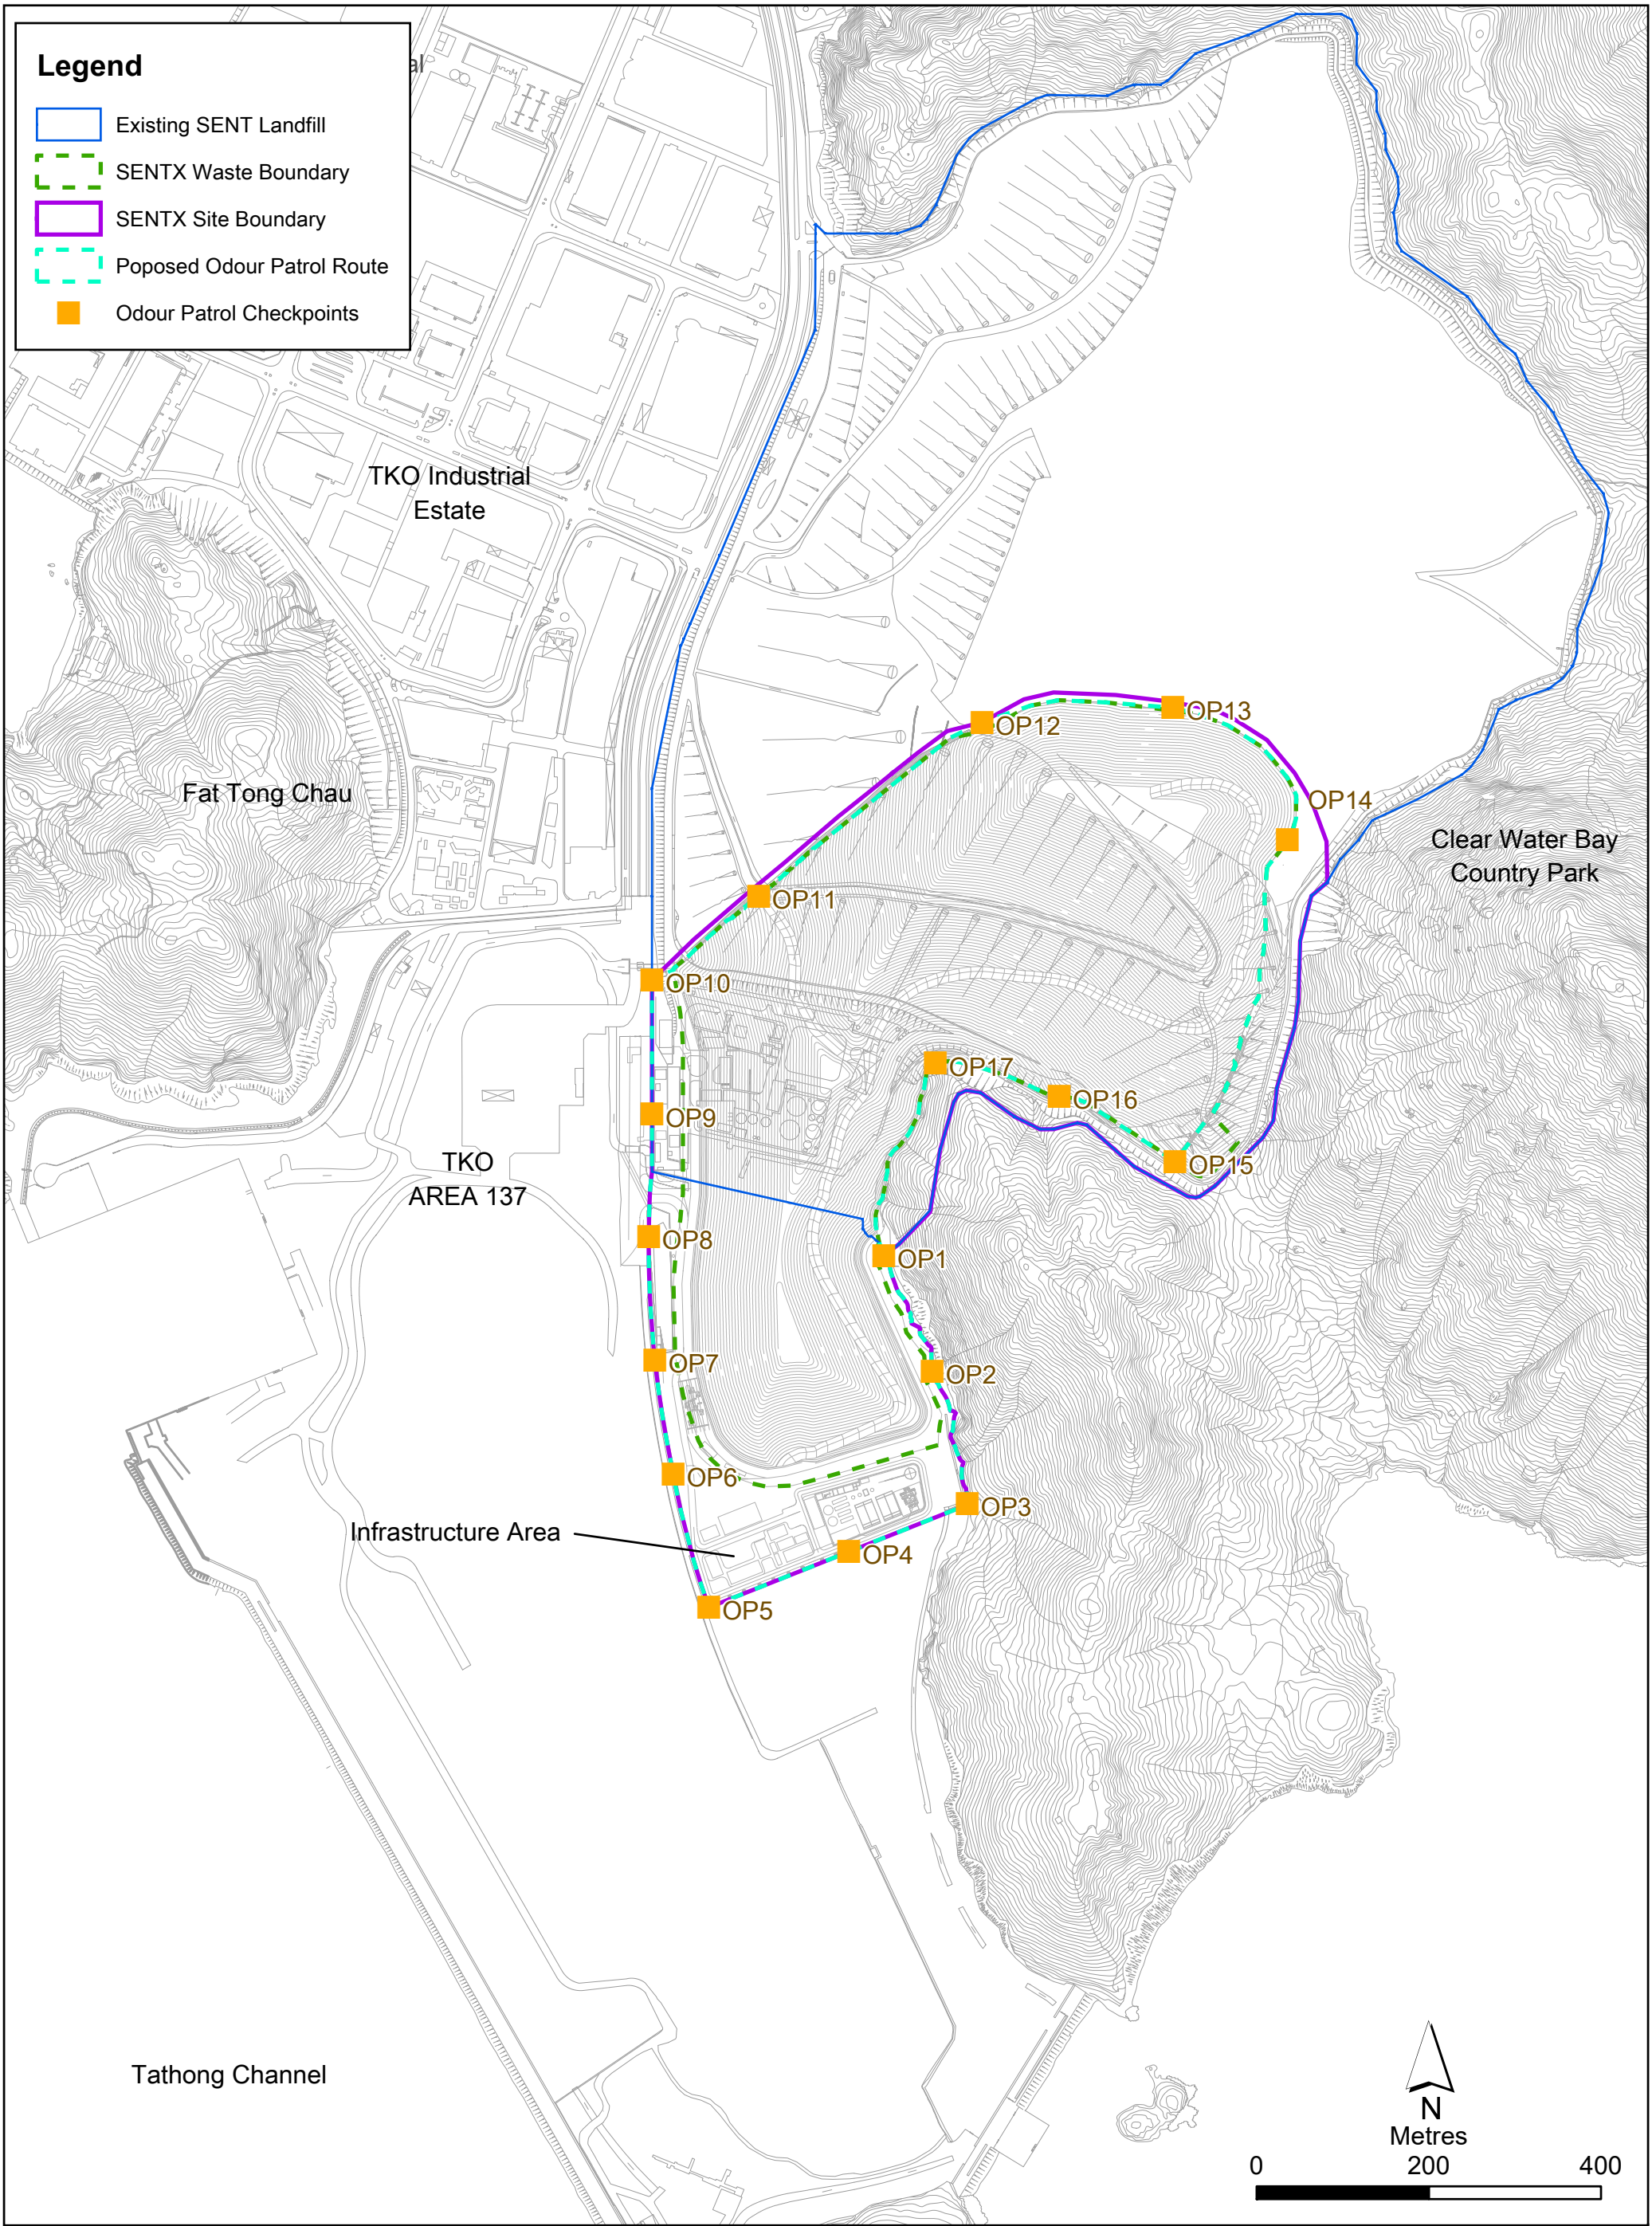 Legend
al
Existing SENT Landfill
SENTX Waste Boundary
SENTX Site Boundary
Poposed Odour Patrol Route
Odour Patrol Checkpoints
TKO Industrial
Estate
OP13
OP12
Fat Tong Chau
OP14
Clear Water Bay
Country Park
OP11
OP10
OP17
OP16
OP9
TKO
AREA 137
OP15
OP8
OP1
OP7
OP2
OP6
OP3
Infrastructure Area
OP4
OP5
Tathong Channel
N
Metres
0 200 400